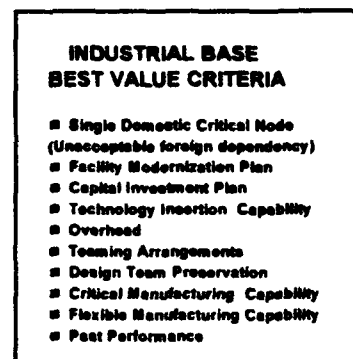 INDUSTRIAL BASE
BEST VALUE CRITERIA
■ Single Domestic Critical Node
(Unacceptable foreign dependency)
■ Facility Modernization Plan
■ Capital Investment Plan
■ Technology Insertion Capability
■ Overhead
■ Teaming Arrangements
■ Design Team Preservation
■ Critical Manufacturing Capability
■ Flexible Manufacturing Capability
■ Past Performance